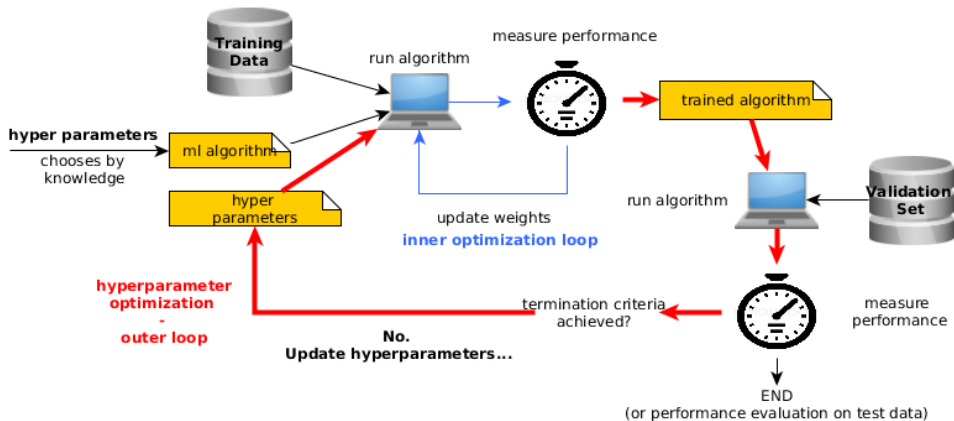 Training
Data
run algorithm
measure performance
trained algorithm
hyper parameters
chooses by
knowledge
ml algorithm
hyper
parameters
update weights
inner optimization loop
run algorithm
Validation
Set
hyperparameter
optimization
-
outer loop
termination criteria
achieved?
measure
performance
No.
Update hyperparameters...
END
(or performance evaluation on test data)